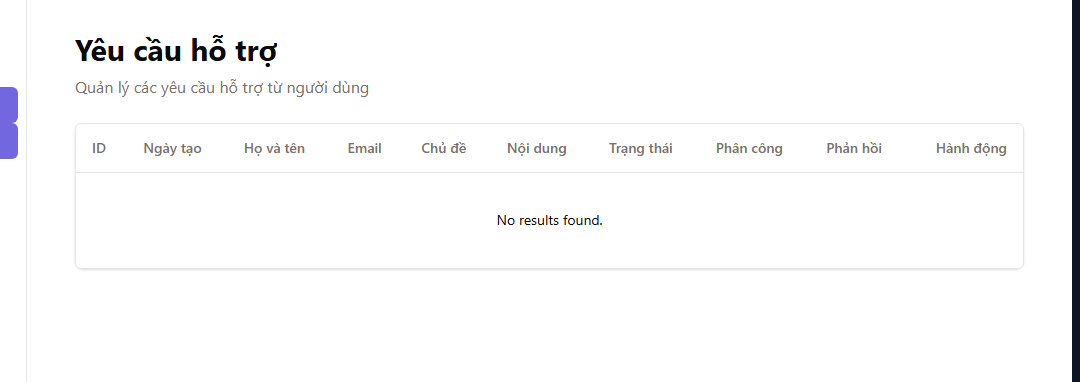 Yêu cầu hỗ trợ
Quản lý các yêu cầu hỗ trợ từ người dùng
ID Ngày tạo Họ và tên Email Chủ đề Nội dung Trạng thái Phân công Phản hồi Hành động
No results found.